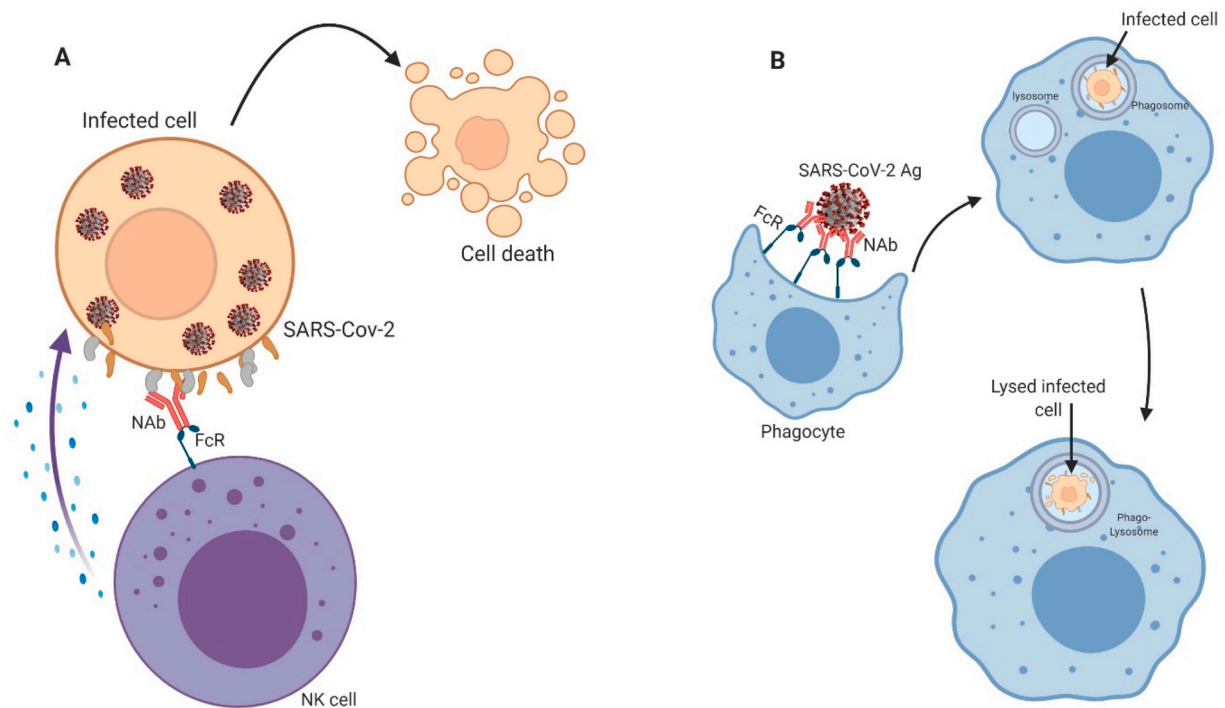 A
Infected cell
Cell death
SARS-Cov-2
NAb
FcR
NK cell
B
Infected cell
lysosome
Phagosome
SARS-CoV-2 Ag
FcR
NAb
Phagocyte
Lysed infected
cell
Phago-
Lysosome